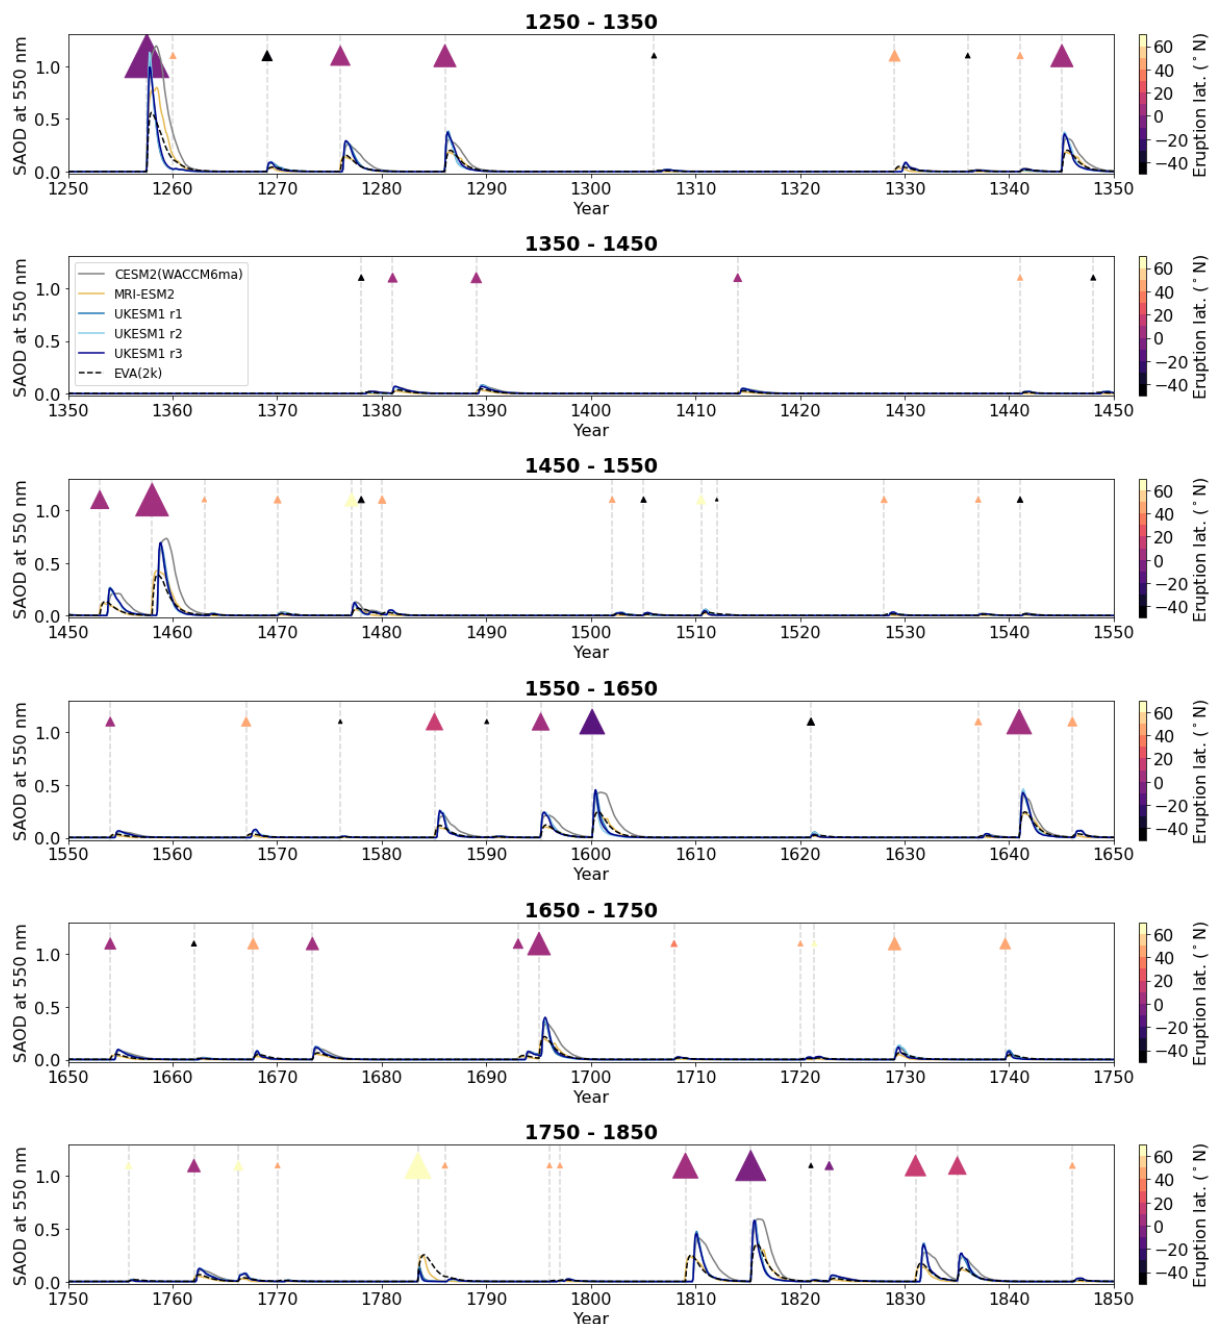 1250 - 1350
SAOD at 550 nm
1.0
0.5
0.0
1250 1260 1270 1280 1290 1300 1310 1320 1330 1340 1350
Year
60
40
20
0
−20
−40
Eruption lat. (°N)
1350 - 1450
SAOD at 550 nm
1.0
0.5
0.0
CESM2(WACCM6ma)
MRI-ESM2
UKESM1 r1
UKESM1 r2
UKESM1 r3
EVA(2k)
1350 1360 1370 1380 1390 1400 1410 1420 1430 1440 1450
Year
60
40
20
0
−20
−40
Eruption lat. (°N)
1450 - 1550
SAOD at 550 nm
1.0
0.5
0.0
1450 1460 1470 1480 1490 1500 1510 1520 1530 1540 1550
Year
60
40
20
0
−20
−40
Eruption lat. (°N)
1550 - 1650
SAOD at 550 nm
1.0
0.5
0.0
1550 1560 1570 1580 1590 1600 1610 1620 1630 1640 1650
Year
60
40
20
0
−20
−40
Eruption lat. (°N)
1650 - 1750
SAOD at 550 nm
1.0
0.5
0.0
1650 1660 1670 1680 1690 1700 1710 1720 1730 1740 1750
Year
60
40
20
0
−20
−40
Eruption lat. (°N)
1750 - 1850
SAOD at 550 nm
1.0
0.5
0.0
1750 1760 1770 1780 1790 1800 1810 1820 1830 1840 1850
Year
60
40
20
0
−20
−40
Eruption lat. (°N)